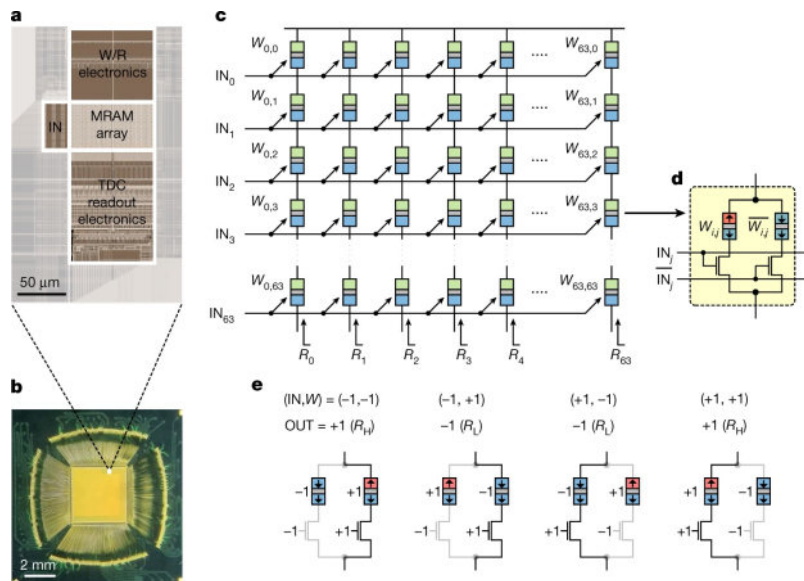 a
W/R
electronics
IN
MRAM
array
TDC
readout
electronics
50 μm
b
2 mm
c
W0,0 W63,0
IN0
W0,1 W63,1
IN1
W0,2 W63,2
IN2
W0,3 W63,3
IN3
W0,63 W63,63
IN63
R0 R1 R2 R3 R4 R63
d
Wi,j W̅i,j
INj
I̅N̅j
e
(IN,W) = (−1,−1) (−1, +1) (+1, −1) (+1, +1)
OUT = +1 (RH) −1 (RL) −1 (RL) +1 (RH)
−1 +1 +1 −1 −1 +1 +1 −1
−1 +1 −1 +1 +1 −1 +1 −1